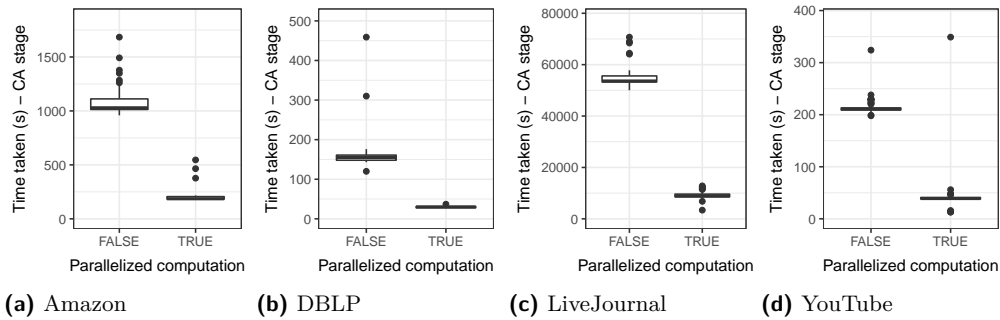 Time taken (s) – CA stage
1500
1000
500
0
FALSE
TRUE
Parallelized computation
(a) Amazon
Time taken (s) – CA stage
500
400
300
200
100
0
FALSE
TRUE
Parallelized computation
(b) DBLP
Time taken (s) – CA stage
80000
60000
40000
20000
0
FALSE
TRUE
Parallelized computation
(c) LiveJournal
Time taken (s) – CA stage
400
300
200
100
0
FALSE
TRUE
Parallelized computation
(d) YouTube